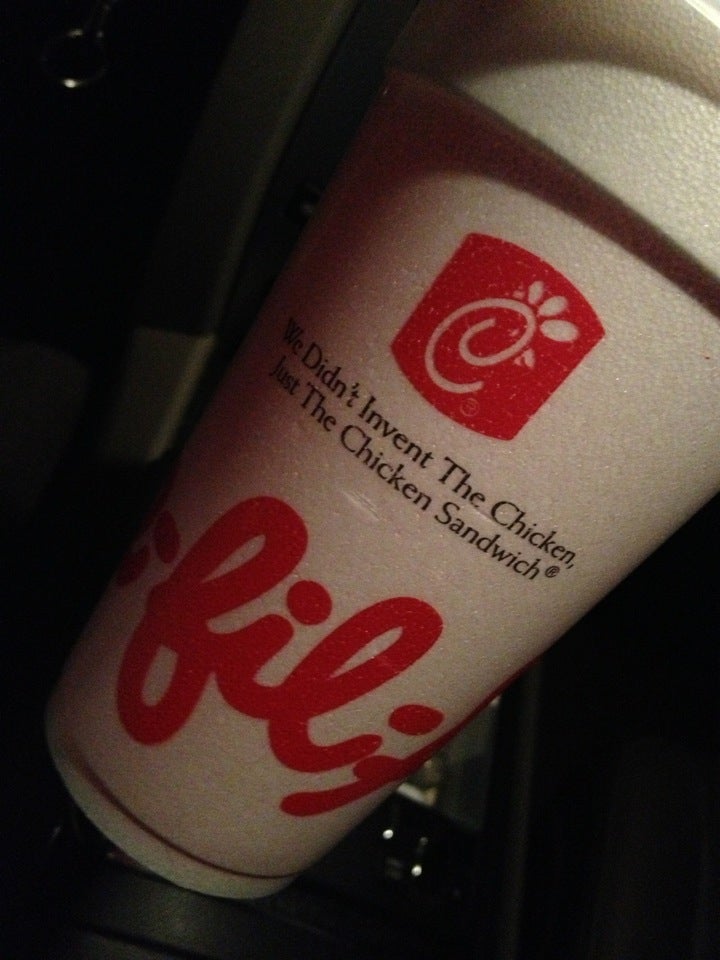 C®
We Didn't Invent The Chicken,
Just The Chicken Sandwich®
fil